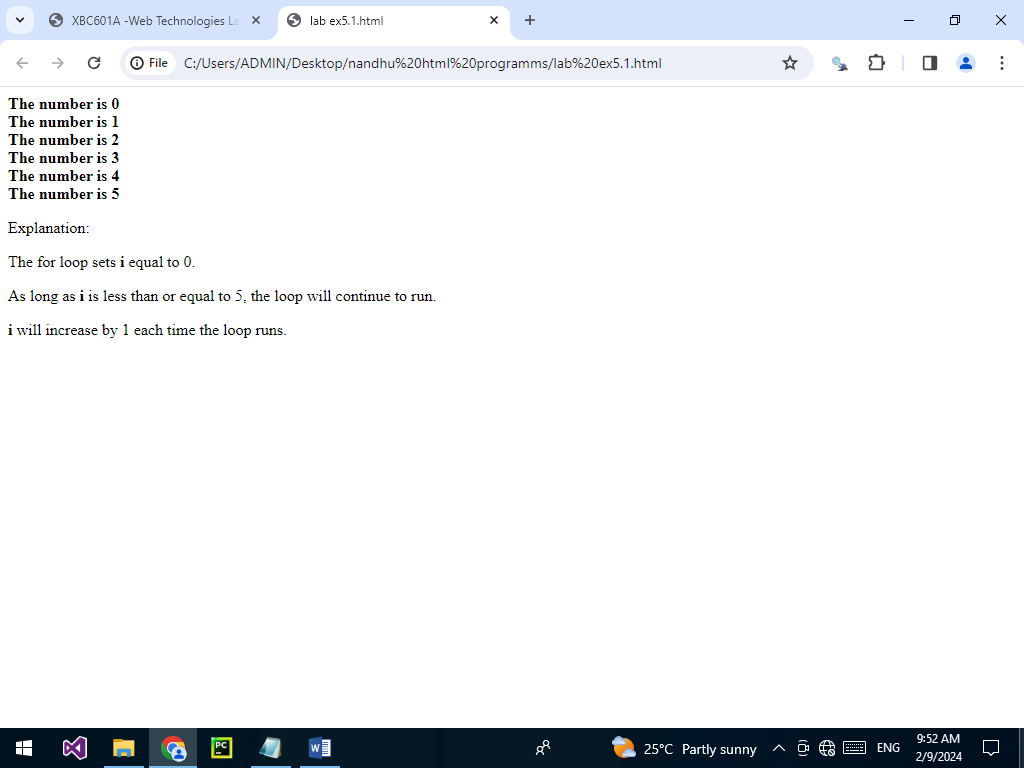 XBC601A -Web Technologies La
lab ex5.1.html
File
C:/Users/ADMIN/Desktop/nandhu%20html%20programms/lab%20ex5.1.html
The number is 0
The number is 1
The number is 2
The number is 3
The number is 4
The number is 5
Explanation:
The for loop sets i equal to 0.
As long as i is less than or equal to 5, the loop will continue to run.
i will increase by 1 each time the loop runs.
PC
W
25°C Partly sunny
ENG
9:52 AM
2/9/2024